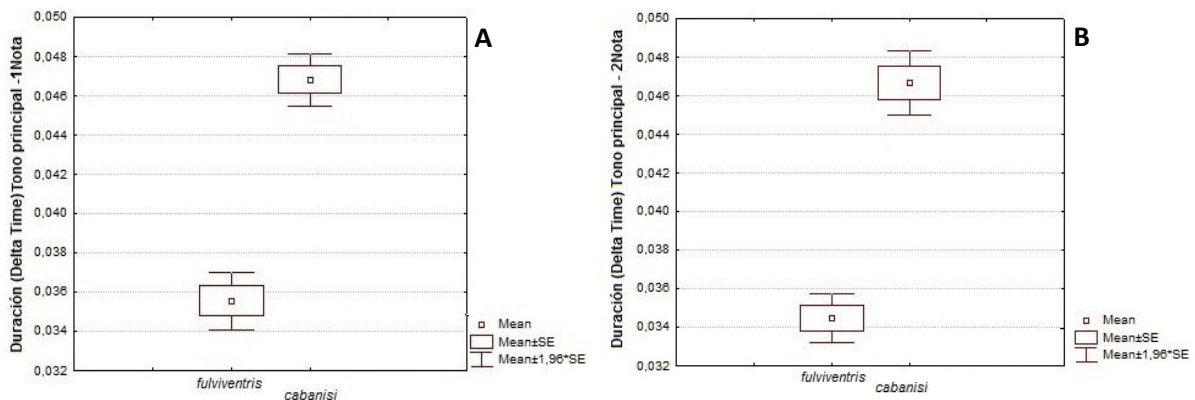 Duración (Delta Time)Tono principal -1Nota
0,050
0,048
0,046
0,044
0,042
0,040
0,038
0,036
0,034
0,032
A
fulviventris
cabanisi
Mean
Mean±SE
Mean±1,96*SE
Duración (Delta Time) Tono principal - 2Nota
0,050
0,048
0,046
0,044
0,042
0,040
0,038
0,036
0,034
0,032
B
fulviventris
cabanisi
Mean
Mean±SE
Mean±1,96*SE